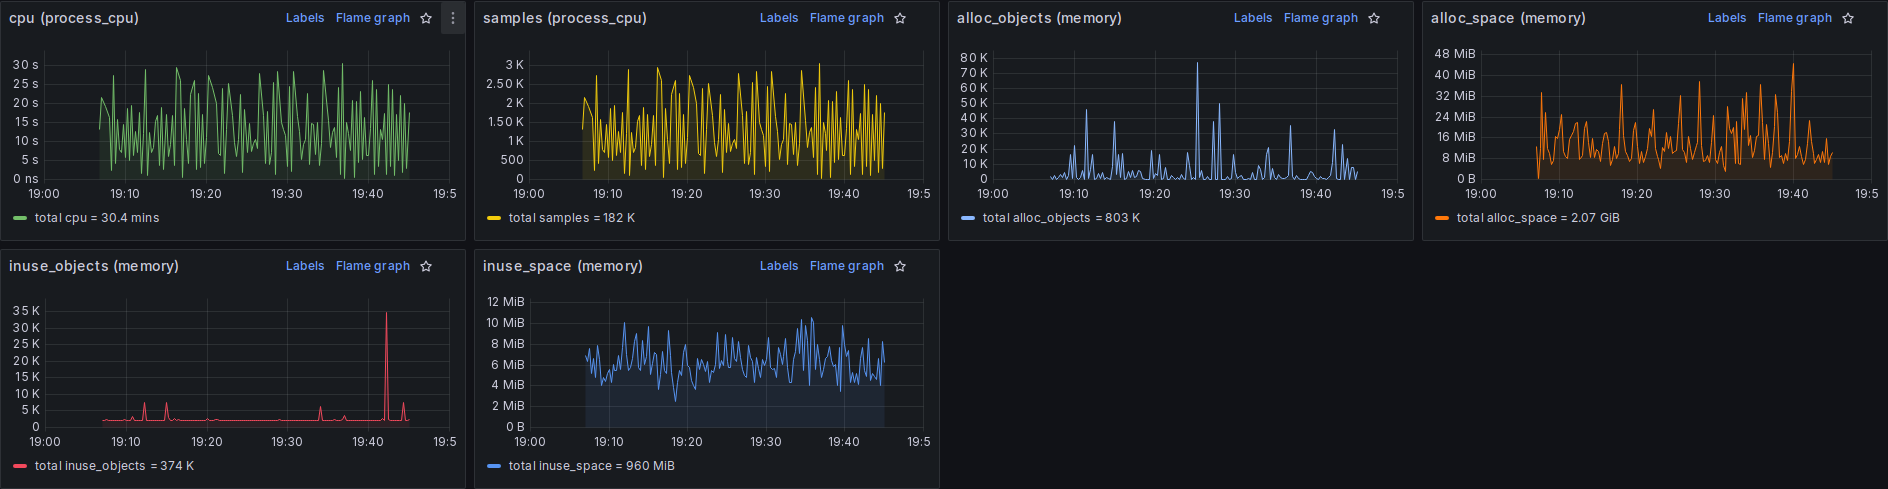 cpu (process_cpu) Labels Flame graph
30 s
25 s
20 s
15 s
10 s
5 s
0 ns
19:00 19:10 19:20 19:30 19:40 19:5
total cpu = 30.4 mins
samples (process_cpu) Labels Flame graph
3 K
2.50 K
2 K
1.50 K
1 K
500
0
19:00 19:10 19:20 19:30 19:40 19:5
total samples = 182 K
alloc_objects (memory) Labels Flame graph
80 K
70 K
60 K
50 K
40 K
30 K
20 K
10 K
0
19:00 19:10 19:20 19:30 19:40 19:5
total alloc_objects = 803 K
alloc_space (memory) Labels Flame graph
48 MiB
40 MiB
32 MiB
24 MiB
16 MiB
8 MiB
0 B
19:00 19:10 19:20 19:30 19:40 19:5
total alloc_space = 2.07 GiB
inuse_objects (memory) Labels Flame graph
35 K
30 K
25 K
20 K
15 K
10 K
5 K
0
19:00 19:10 19:20 19:30 19:40 19:5
total inuse_objects = 374 K
inuse_space (memory) Labels Flame graph
12 MiB
10 MiB
8 MiB
6 MiB
4 MiB
2 MiB
0 B
19:00 19:10 19:20 19:30 19:40 19:5
total inuse_space = 960 MiB